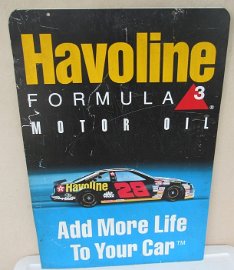 Havoline
FORMULA 3®
MOTOR OIL
Havoline 28
Add More Life
To Your Car™